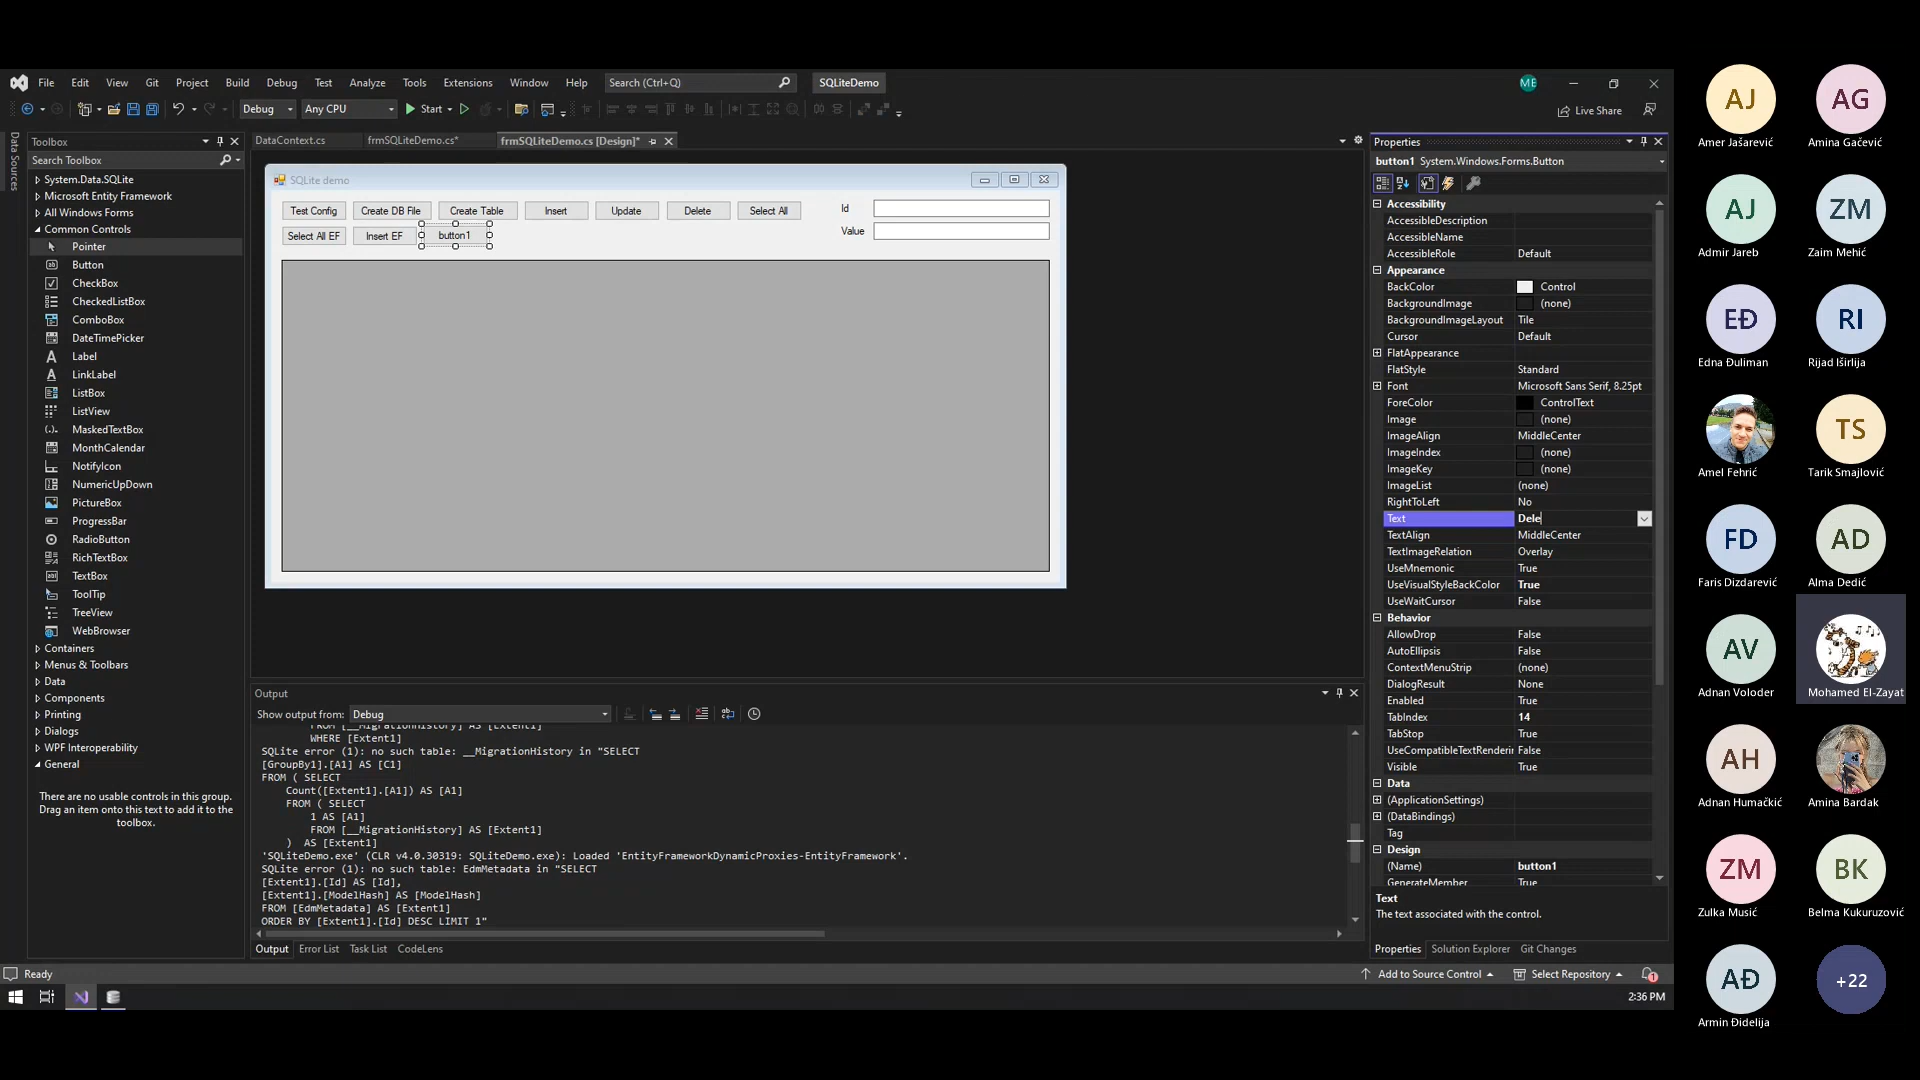 File Edit View Git Project Build Debug Test Analyze Tools Extensions Window Help Search (Ctrl+Q) SQLiteDemo ME
Debug Any CPU Start Live Share
Data Sources
Toolbox
Search Toolbox
System.Data.SQLite
Microsoft Entity Framework
All Windows Forms
Common Controls
Pointer
Button
CheckBox
CheckedListBox
ComboBox
DateTimePicker
Label
LinkLabel
ListBox
ListView
MaskedTextBox
MonthCalendar
NotifyIcon
NumericUpDown
PictureBox
ProgressBar
RadioButton
RichTextBox
TextBox
ToolTip
TreeView
WebBrowser
Containers
Menus & Toolbars
Data
Components
Printing
Dialogs
WPF Interoperability
General
There are no usable controls in this group.
Drag an item onto this text to add it to the
toolbox.
DataContext.cs frmSQLiteDemo.cs* frmSQLiteDemo.cs [Design]*
SQLite demo
Test Config Create DB File Create Table Insert Update Delete Select All Id
Select All EF Insert EF button1 Value
Output
Show output from: Debug
FROM [__MigrationHistory] AS [Extent1]
WHERE [Extent1]
SQLite error (1): no such table: __MigrationHistory in "SELECT
[GroupBy1].[A1] AS [C1]
FROM ( SELECT
Count([Extent1].[A1]) AS [A1]
FROM ( SELECT
1 AS [A1]
FROM [__MigrationHistory] AS [Extent1]
) AS [Extent1]
'SQLiteDemo.exe' (CLR v4.0.30319: SQLiteDemo.exe): Loaded 'EntityFrameworkDynamicProxies-EntityFramework'.
SQLite error (1): no such table: EdmMetadata in "SELECT
[Extent1].[Id] AS [Id],
[Extent1].[ModelHash] AS [ModelHash]
FROM [EdmMetadata] AS [Extent1]
ORDER BY [Extent1].[Id] DESC LIMIT 1"
Output Error List Task List CodeLens
Properties
button1 System.Windows.Forms.Button
Accessibility
AccessibleDescription
AccessibleName
AccessibleRole Default
Appearance
BackColor Control
BackgroundImage (none)
BackgroundImageLayout Tile
Cursor Default
FlatAppearance
FlatStyle Standard
Font Microsoft Sans Serif, 8.25pt
ForeColor ControlText
Image (none)
ImageAlign MiddleCenter
ImageIndex (none)
ImageKey (none)
ImageList (none)
RightToLeft No
Text Dele
TextAlign MiddleCenter
TextImageRelation Overlay
UseMnemonic True
UseVisualStyleBackColor True
UseWaitCursor False
Behavior
AllowDrop False
AutoEllipsis False
ContextMenuStrip (none)
DialogResult None
Enabled True
TabIndex 14
TabStop True
UseCompatibleTextRenderin False
Visible True
Data
(ApplicationSettings)
(DataBindings)
Tag
Design
(Name) button1
GenerateMember True
Text
The text associated with the control.
Properties Solution Explorer Git Changes
Ready Add to Source Control Select Repository 1
2:36 PM
AJ AG
Amer Jašarević Amina Gačević
AJ ZM
Admir Jareb Zaim Mehić
EĐ RI
Edna Đuliman Rijad Iširlija
TS
Amel Fehrić Tarik Smajlović
FD AD
Faris Dizdarević Alma Dedić
AV
Adnan Voloder Mohamed El-Zayat
AH
Adnan Humačkić Amina Bardak
ZM BK
Zulka Musić Belma Kukuruzović
AĐ +22
Armin Đidelija